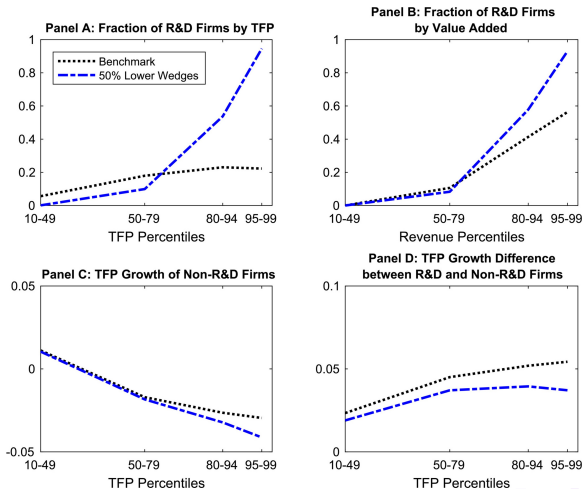 Panel A: Fraction of R&D Firms by TFP
1
0.8
0.6
0.4
0.2
0
Benchmark
50% Lower Wedges
10-49
50-79
80-94
95-99
TFP Percentiles
Panel B: Fraction of R&D Firms
by Value Added
1
0.8
0.6
0.4
0.2
0
10-49
50-79
80-94
95-99
Revenue Percentiles
Panel C: TFP Growth of Non-R&D Firms
0.05
0
-0.05
10-49
50-79
80-94
95-99
TFP Percentiles
Panel D: TFP Growth Difference
between R&D and Non-R&D Firms
0.1
0.05
0
10-49
50-79
80-94
95-99
TFP Percentiles